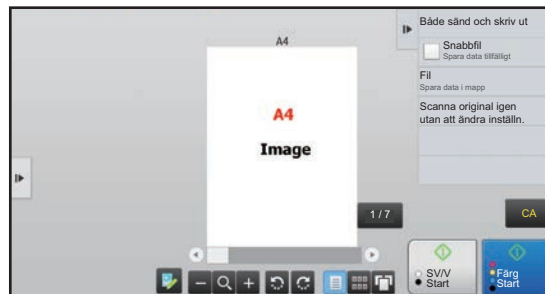 A4
A4
Image
1 / 7
Både sänd och skriv ut
Snabbfil
Spara data tillfälligt
Fil
Spara data i mapp
Scanna original igen
utan att ändra inställn.
CA
SV/V
Start
Färg
Start